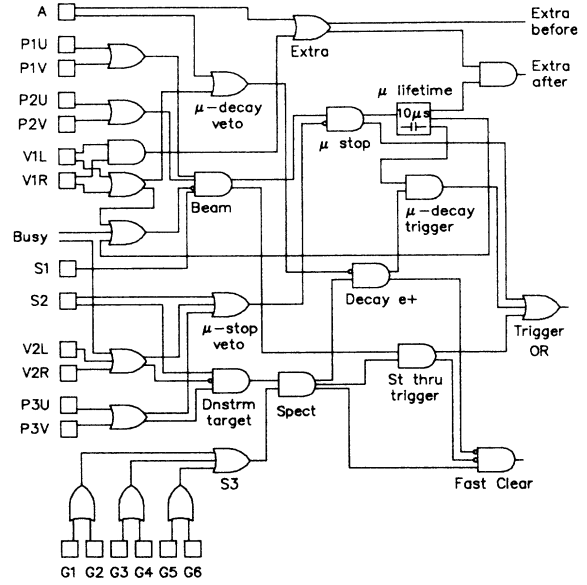 A
P1U
P1V
P2U
P2V
V1L
V1R
Busy
S1
S2
V2L
V2R
P3U
P3V
G1 G2 G3 G4 G5 G6
Extra
Extra
before
Extra
after
μ-decay
veto
μ stop
μ lifetime
10μs
Beam
μ-decay
trigger
Decay e+
μ-stop
veto
Trigger
OR
Dnstrm
target
Spect
St thru
trigger
S3
Fast Clear